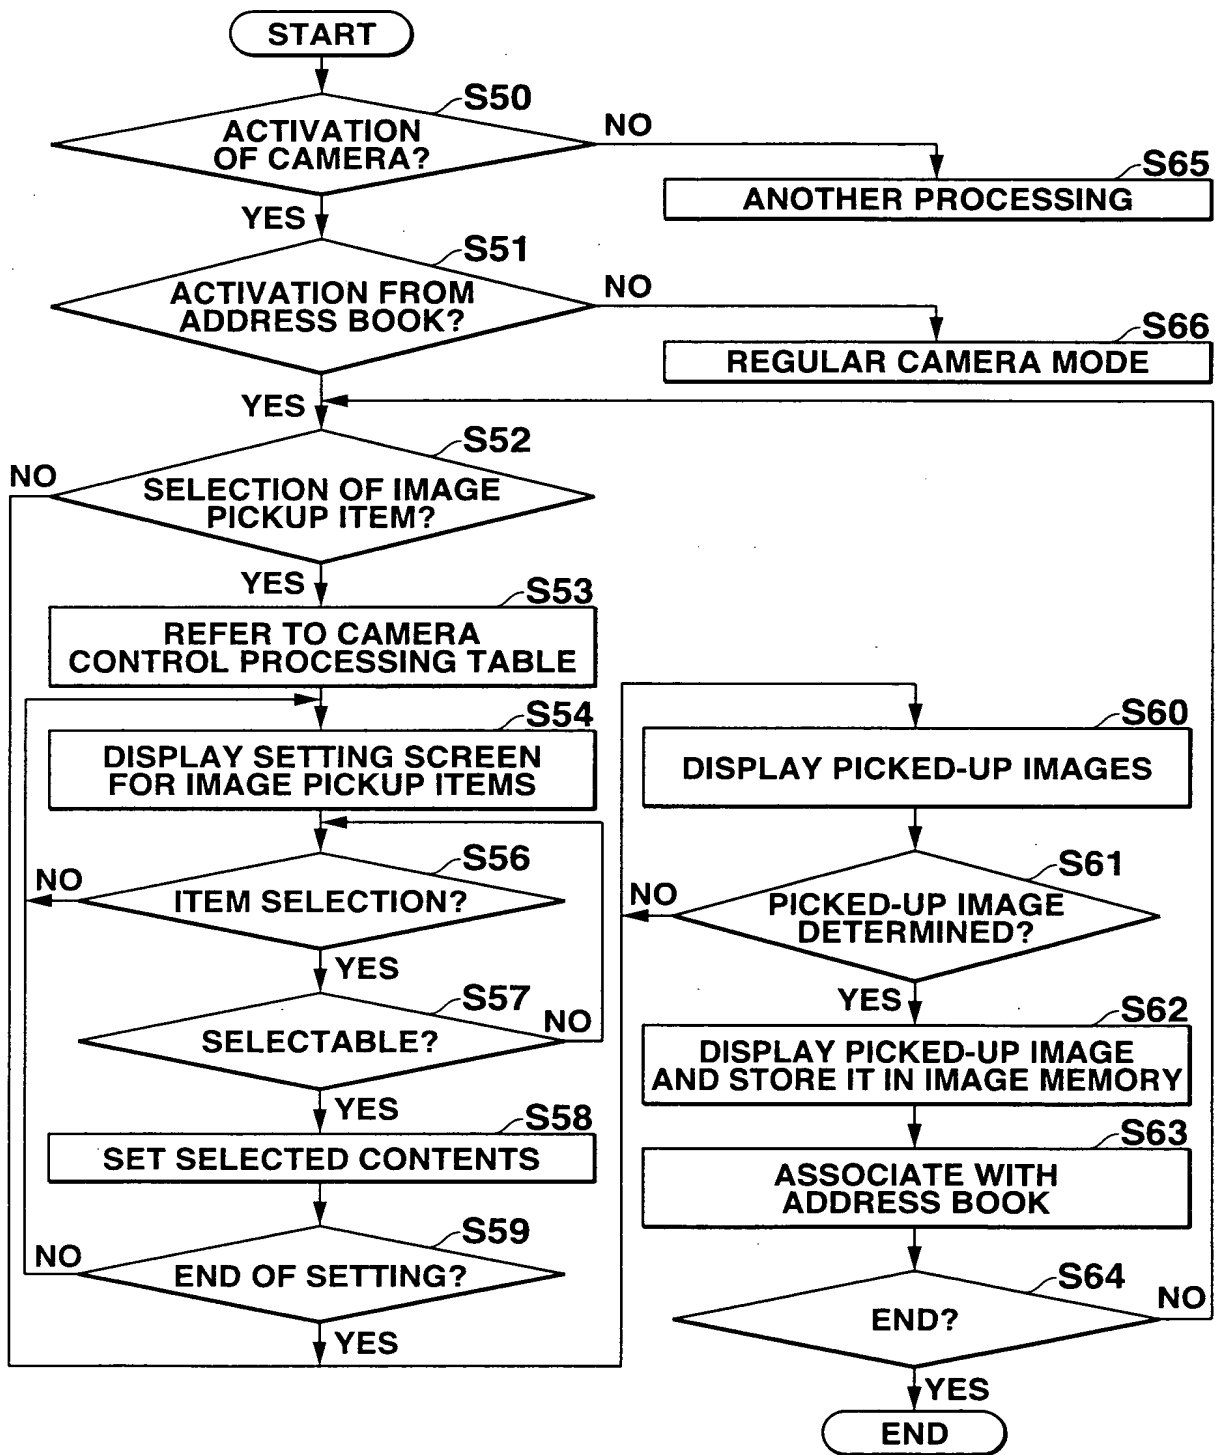 START
S50
ACTIVATION
OF CAMERA?
NO
S65
ANOTHER PROCESSING
YES
S51
ACTIVATION FROM
ADDRESS BOOK?
NO
S66
REGULAR CAMERA MODE
YES
S52
NO
SELECTION OF IMAGE
PICKUP ITEM?
YES
S53
REFER TO CAMERA
CONTROL PROCESSING TABLE
S54
DISPLAY SETTING SCREEN
FOR IMAGE PICKUP ITEMS
S56
NO
ITEM SELECTION?
YES
S57
SELECTABLE?
NO
YES
S58
SET SELECTED CONTENTS
S59
NO
END OF SETTING?
YES
S60
DISPLAY PICKED-UP IMAGES
S61
NO
PICKED-UP IMAGE
DETERMINED?
YES
S62
DISPLAY PICKED-UP IMAGE
AND STORE IT IN IMAGE MEMORY
S63
ASSOCIATE WITH
ADDRESS BOOK
S64
NO
END?
YES
END